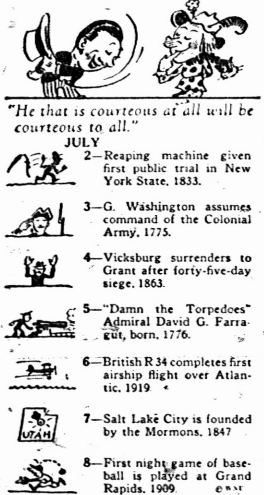 "He that is courteous at all will be
courteous to all."
JULY
2—Reaping machine given
first public trial in New
York State, 1833.
3—G. Washington assumes
command of the Colonial
Army, 1775.
4—Vicksburg surrenders to
Grant after forty-five-day
siege. 1863.
5—"Damn the Torpedoes"
Admiral David G. Farra-
gut, born, 1776.
6—British R 34 completes first
airship flight over Atlan-
tic. 1919
7—Salt Lake City is founded
by the Mormons. 1847
UTAH
8—First night game of base-
ball is played at Grand
Rapids. 1909